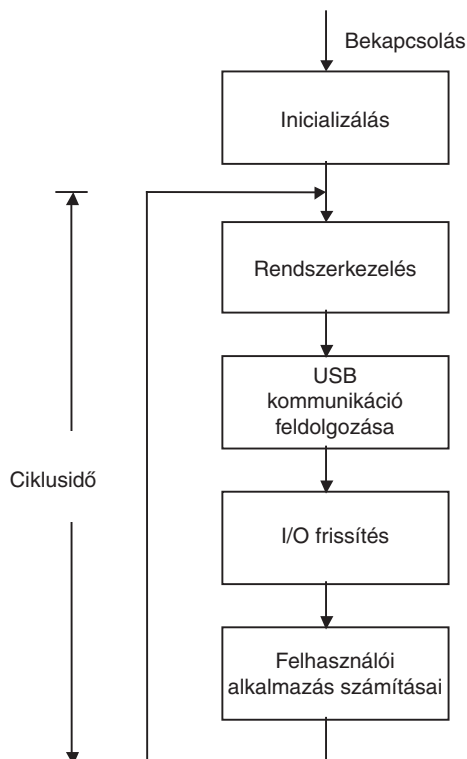 Bekapcsolás
Inicializálás
Rendszerkezelés
USB
kommunikáció
feldolgozása
Ciklusidő
I/O frissítés
Felhasználói
alkalmazás számításai